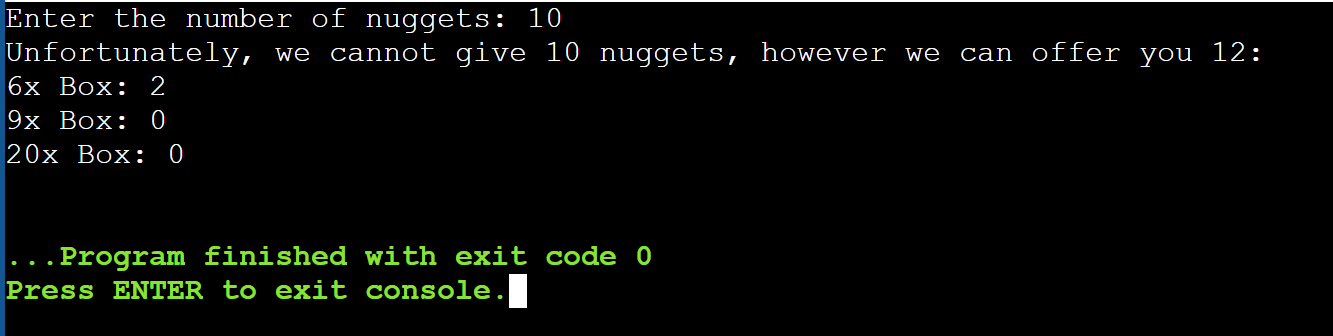 Enter the number of nuggets: 10
Unfortunately, we cannot give 10 nuggets, however we can offer you 12:
6x Box: 2
9x Box: 0
20x Box: 0
...Program finished with exit code 0
Press ENTER to exit console.